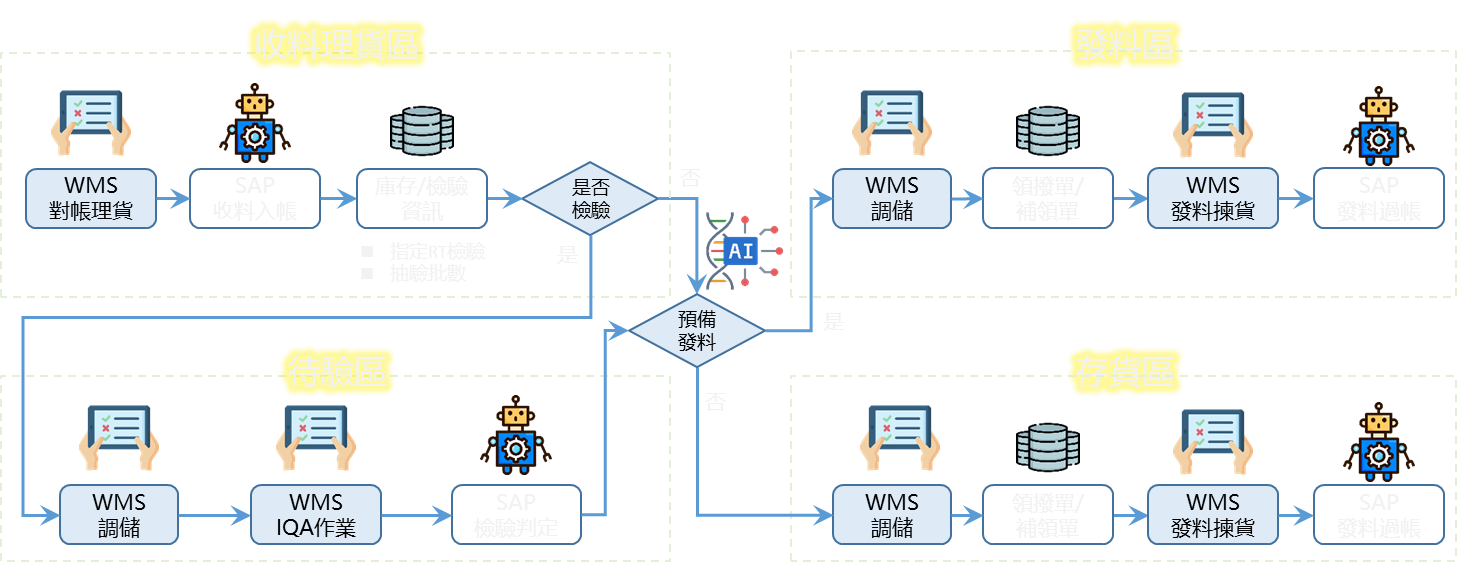 收料理貨區
WMS
對帳理貨
SAP
收料入帳
庫存/檢驗
資訊
■ 指定RT檢驗
■ 抽驗批數
是否
檢驗
否
是
AI
預備
發料
是
否
發料區
WMS
調儲
領撥單/
補領單
WMS
發料揀貨
SAP
發料過帳
待驗區
WMS
調儲
WMS
IQA作業
SAP
檢驗判定
存貨區
WMS
調儲
領撥單/
補領單
WMS
發料揀貨
SAP
發料過帳